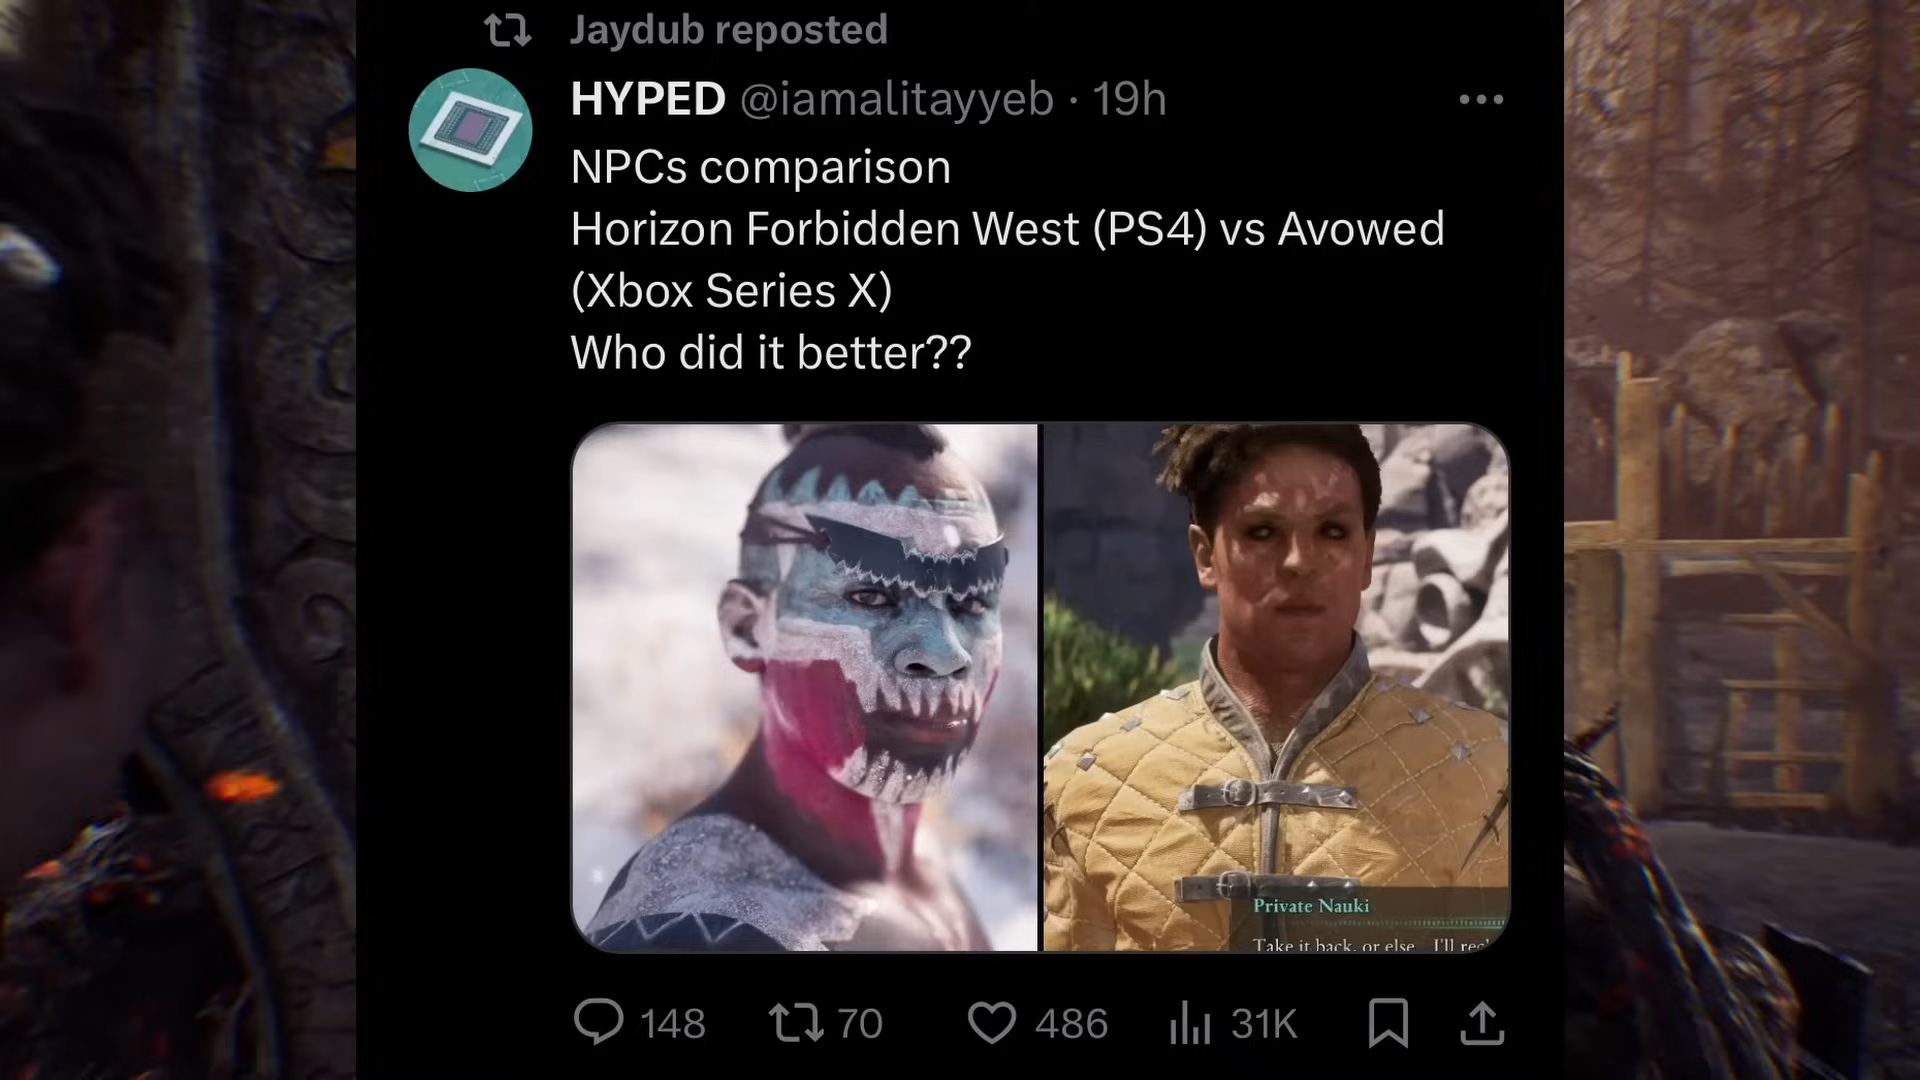 Jaydub reposted
HYPED @iamalitayyeb · 19h
NPCs comparison
Horizon Forbidden West (PS4) vs Avowed
(Xbox Series X)
Who did it better??
Private Nauki
Take it back, or else... I'll
148 70 486 31K